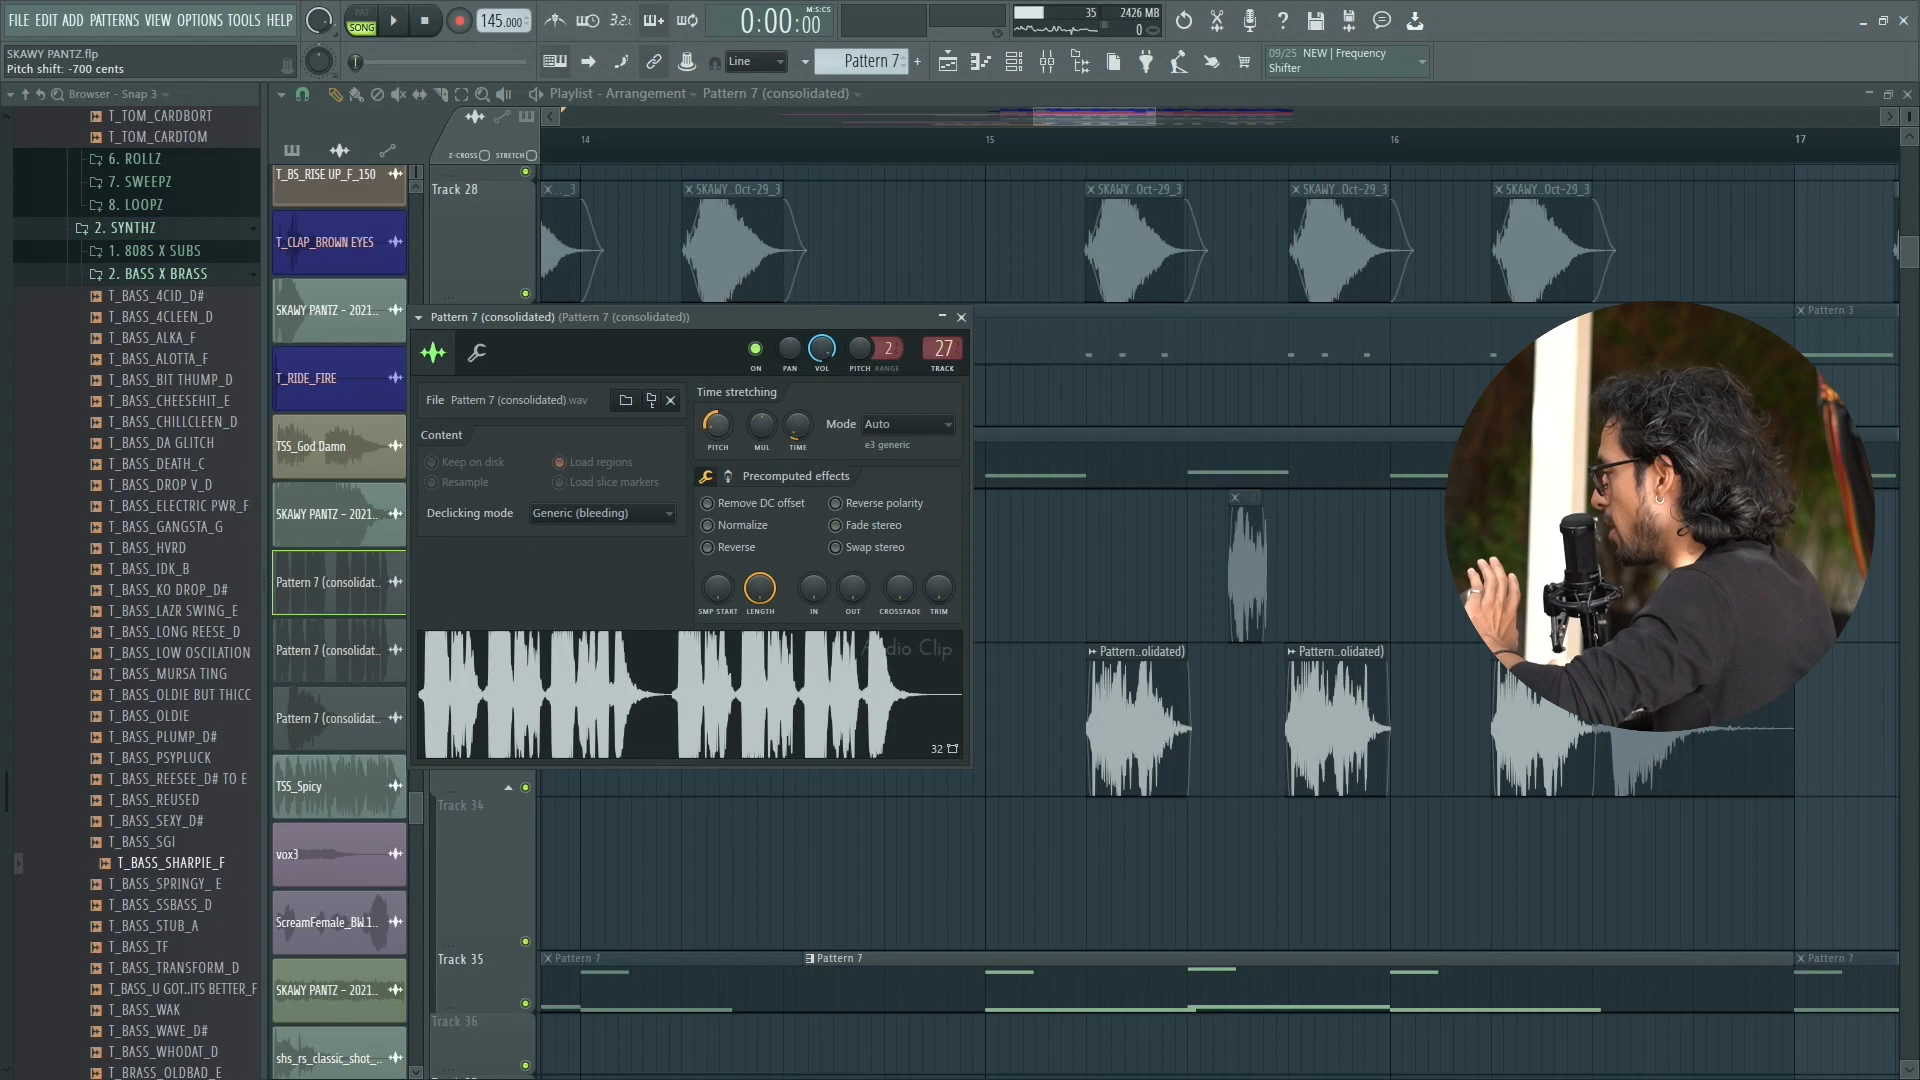 FILE EDIT ADD PATTERNS VIEW OPTIONS TOOLS HELP
PAT
SONG
145.000
3.2.
0:00:00
M:S:CS
35
2426 MB
0
SKAWY PANTZ.flp
Pitch shift: -700 cents
Line
Pattern 7
09/25 NEW | Frequency
Shifter
Browser - Snap 3
Playlist - Arrangement
Pattern 7 (consolidated)
T_TOM_CARDBORT
T_TOM_CARDTOM
6. ROLLZ
7. SWEEPZ
8. LOOPZ
2. SYNTHZ
1. 808S X SUBS
2. BASS X BRASS
T_BASS_4CID_D#
T_BASS_4CLEEN_D
T_BASS_ALKA_F
T_BASS_ALOTTA_F
T_BASS_BIT THUMP_D
T_BASS_CHEESEHIT_E
T_BASS_CHILLCLEEN_D
T_BASS_DA GLITCH
T_BASS_DEATH_C
T_BASS_DROP V_D
T_BASS_ELECTRIC PWR_F
T_BASS_GANGSTA_G
T_BASS_HVRD
T_BASS_IDK_B
T_BASS_KO DROP_D#
T_BASS_LAZR SWING_E
T_BASS_LONG REESE_D
T_BASS_LOW OSCILATION
T_BASS_MURSA TING
T_BASS_OLDIE BUT THICC
T_BASS_OLDIE
T_BASS_PLUMP_D#
T_BASS_PSYPLUCK
T_BASS_REESEE_D# TO E
T_BASS_REUSED
T_BASS_SEXY_D#
T_BASS_SGI
T_BASS_SHARPIE_F
T_BASS_SPRINGY_ E
T_BASS_SSBASS_D
T_BASS_STUB_A
T_BASS_TF
T_BASS_TRANSFORM_D
T_BASS_U GOT..ITS BETTER_F
T_BASS_WAK
T_BASS_WAVE_D#
T_BASS_WHODAT_D
T_BRASS_OLDBAD_E
T_BS_RISE UP_F_150
T_CLAP_BROWN EYES
SKAWY PANTZ - 2021..
T_RIDE_FIRE
TSS_God Damn
SKAWY PANTZ - 2021..
Pattern 7 (consolidat..
Pattern 7 (consolidat..
Pattern 7 (consolidat..
TSS_Spicy
vox3
ScreamFemale_BW.1..
SKAWY PANTZ - 2021..
shs_rs_classic_shot_..
Z-CROSS
STRETCH
14
15
16
17
Track 28
.._3
SKAWY..Oct-29_3
SKAWY..Oct-29_3
SKAWY..Oct-29_3
SKAWY..Oct-29_3
Pattern 3
Pattern 7 (consolidated) (Pattern 7 (consolidated))
ON
PAN
VOL
PITCH
2
RANGE
27
TRACK
File
Pattern 7 (consolidated).wav
Content
Keep on disk
Load regions
Resample
Load slice markers
Declicking mode
Generic (bleeding)
Time stretching
PITCH
MUL
TIME
Mode
Auto
e3 generic
Precomputed effects
Remove DC offset
Reverse polarity
Normalize
Fade stereo
Reverse
Swap stereo
SMP START
LENGTH
IN
OUT
CROSSFADE
TRIM
Audio Clip
32
Pattern..olidated)
Pattern..olidated)
Track 34
Track 35
Pattern 7
Pattern 7
Pattern 7
Track 36